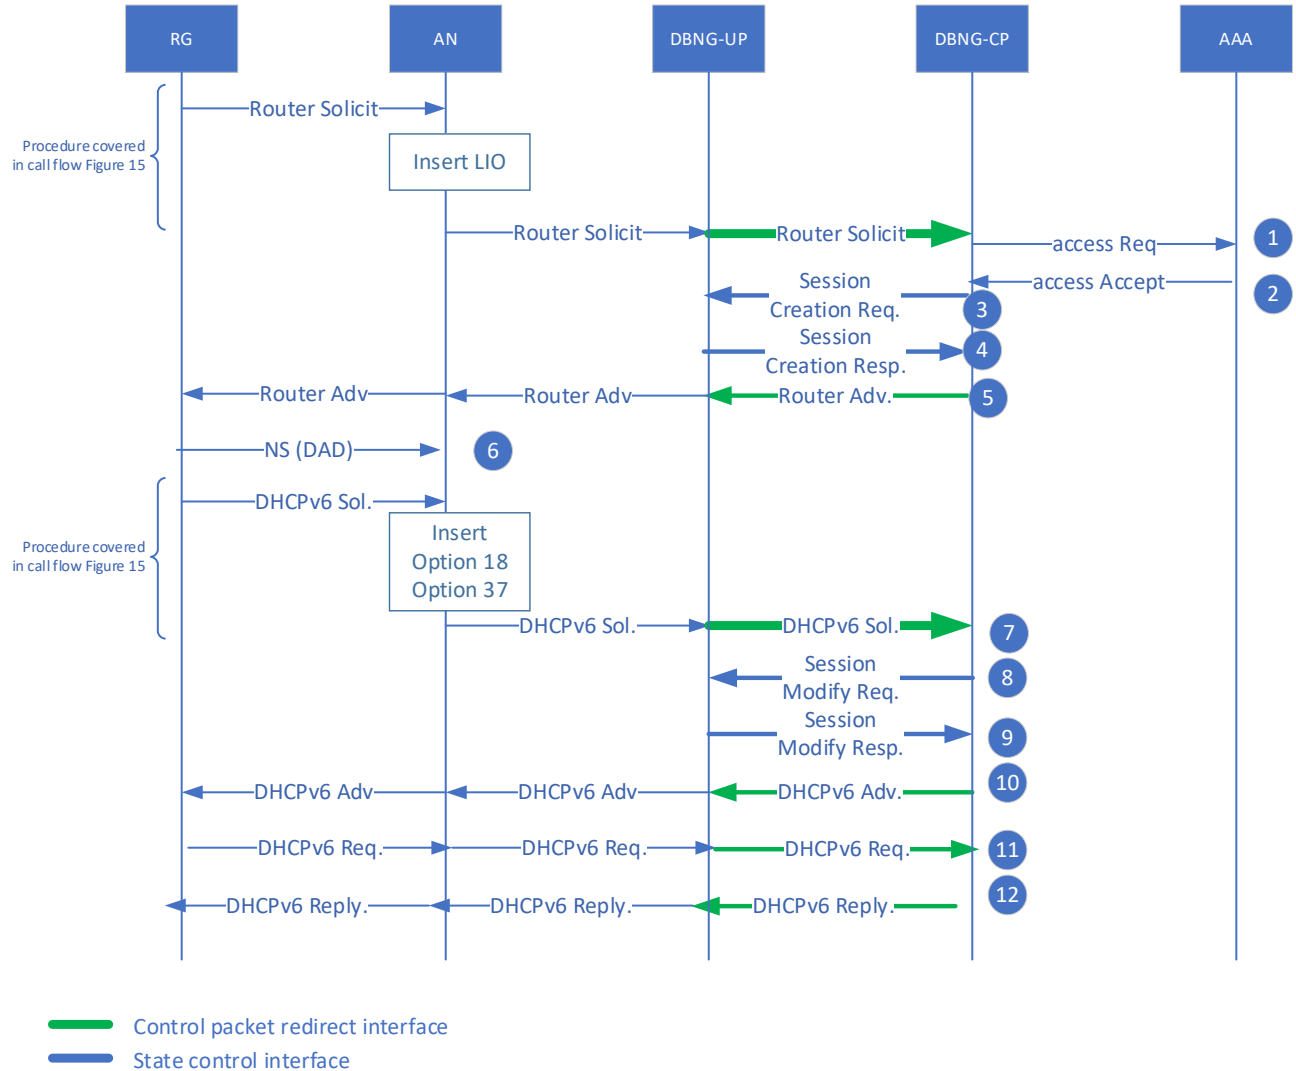 RG
AN
DBNG-UP
DBNG-CP
AAA
Router Solicit
Procedure covered
in call flow Figure 15
Insert LIO
Router Solicit
Router Solicit
access Req
1
access Accept
2
Session
Creation Req.
3
Session
Creation Resp.
4
Router Adv
Router Adv
Router Adv.
5
NS (DAD)
6
DHCPv6 Sol.
Procedure covered
in call flow Figure 15
Insert
Option 18
Option 37
DHCPv6 Sol.
DHCPv6 Sol.
7
Session
Modify Req.
8
Session
Modify Resp.
9
DHCPv6 Adv
DHCPv6 Adv
DHCPv6 Adv.
10
DHCPv6 Req.
DHCPv6 Req.
DHCPv6 Req.
11
DHCPv6 Reply.
DHCPv6 Reply.
DHCPv6 Reply.
12
Control packet redirect interface
State control interface